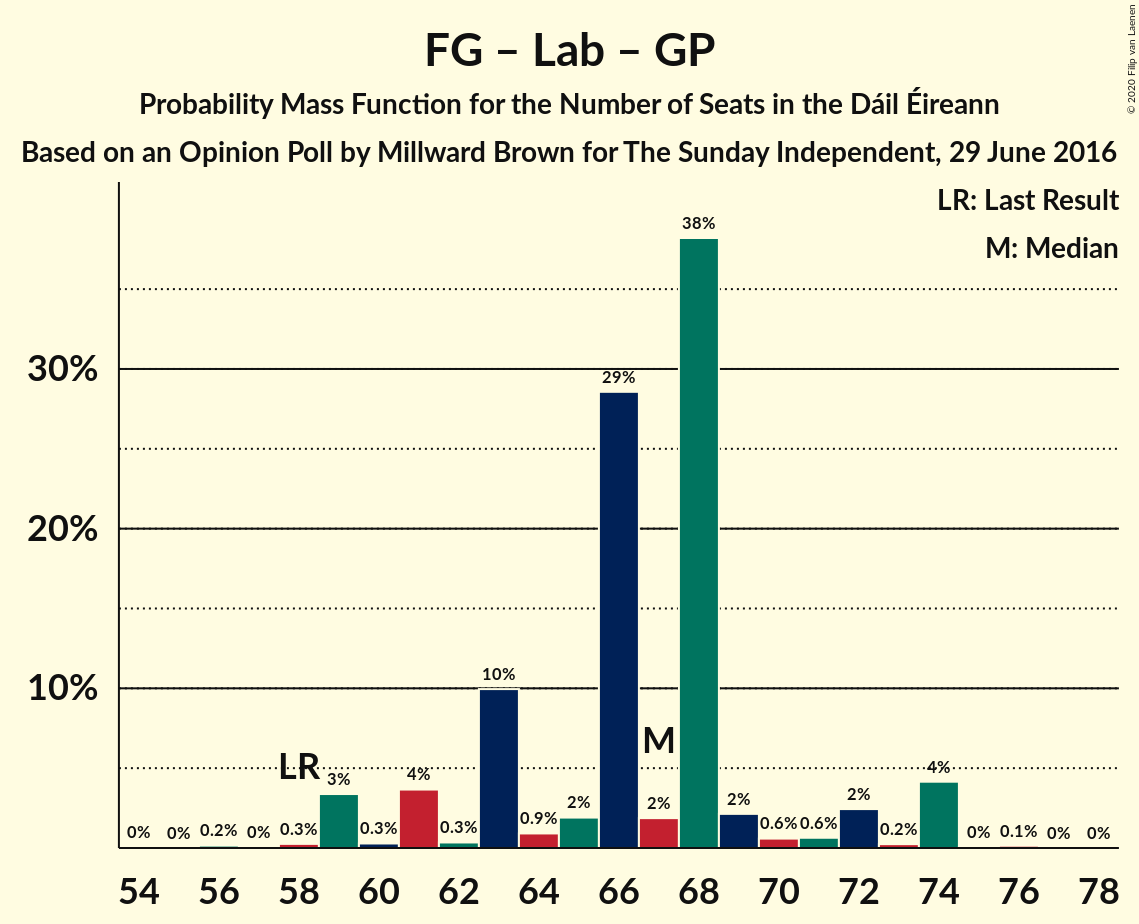 FG – Lab – GP
Probability Mass Function for the Number of Seats in the Dáil Éireann
Based on an Opinion Poll by Millward Brown for The Sunday Independent, 29 June 2016
© 2020 Filip van Laenen
LR: Last Result
M: Median
30%
20%
10%
0% 0% 0.2% 0% 0.3% 3% 0.3% 4% 0.3% 10% 0.9% 2% 29% 2% 38% 2% 0.6% 0.6% 2% 0.2% 4% 0% 0.1% 0% 0%
LR
M
54 56 58 60 62 64 66 68 70 72 74 76 78